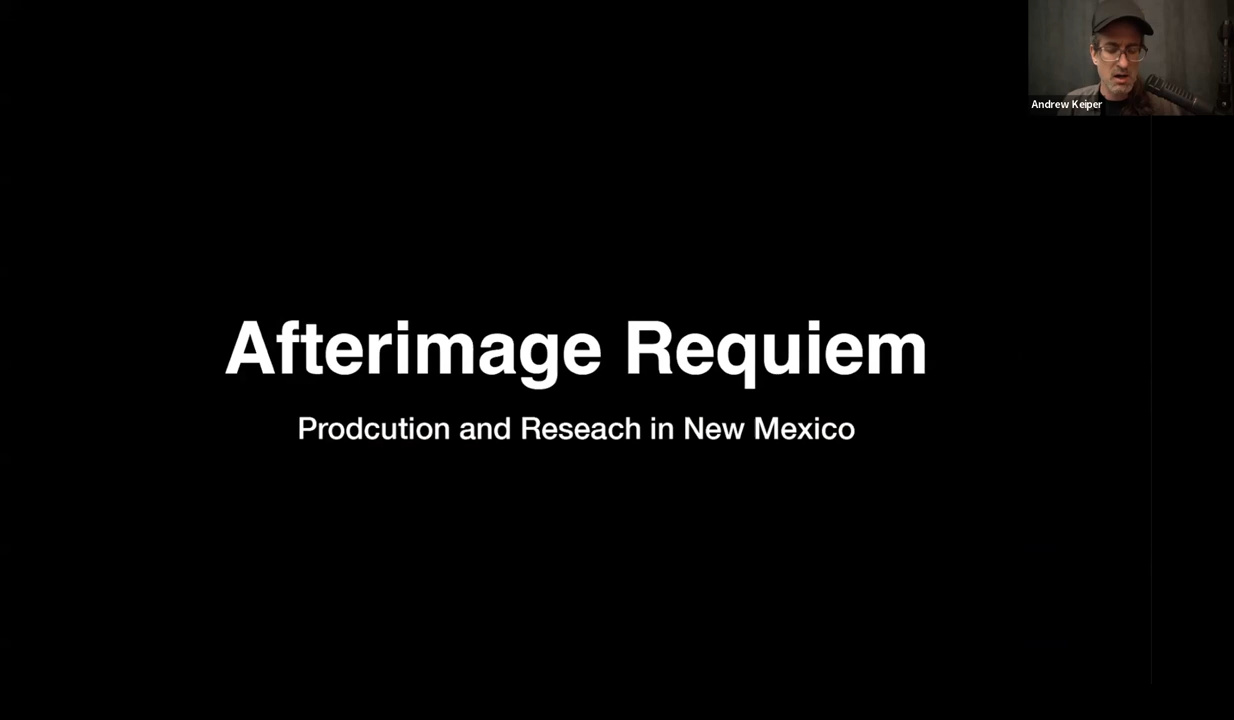 Andrew Keiper
Afterimage Requiem
Prodcution and Reseach in New Mexico